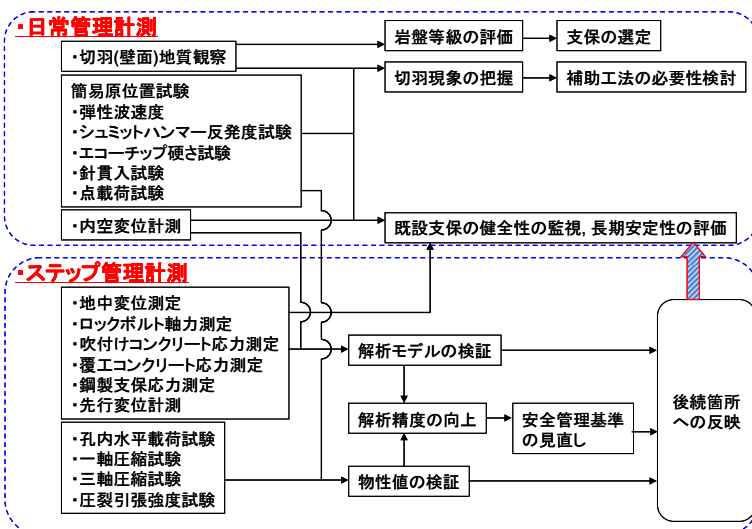 ・日常管理計測
・切羽(壁面)地質観察
岩盤等級の評価
支保の選定
切羽現象の把握
補助工法の必要性検討
簡易原位置試験
・弾性波速度
・シュミットハンマー反発度試験
・エコーチップ硬さ試験
・針貫入試験
・点載荷試験
・内空変位計測
既設支保の健全性の監視，長期安定性の評価
・ステップ管理計測
・地中変位測定
・ロックボルト軸力測定
・吹付けコンクリート応力測定
・覆工コンクリート応力測定
・鋼製支保応力測定
・先行変位計測
解析モデルの検証
解析精度の向上
安全管理基準
の見直し
後続箇所
への反映
・孔内水平載荷試験
・一軸圧縮試験
・三軸圧縮試験
・圧裂引張強度試験
物性値の検証